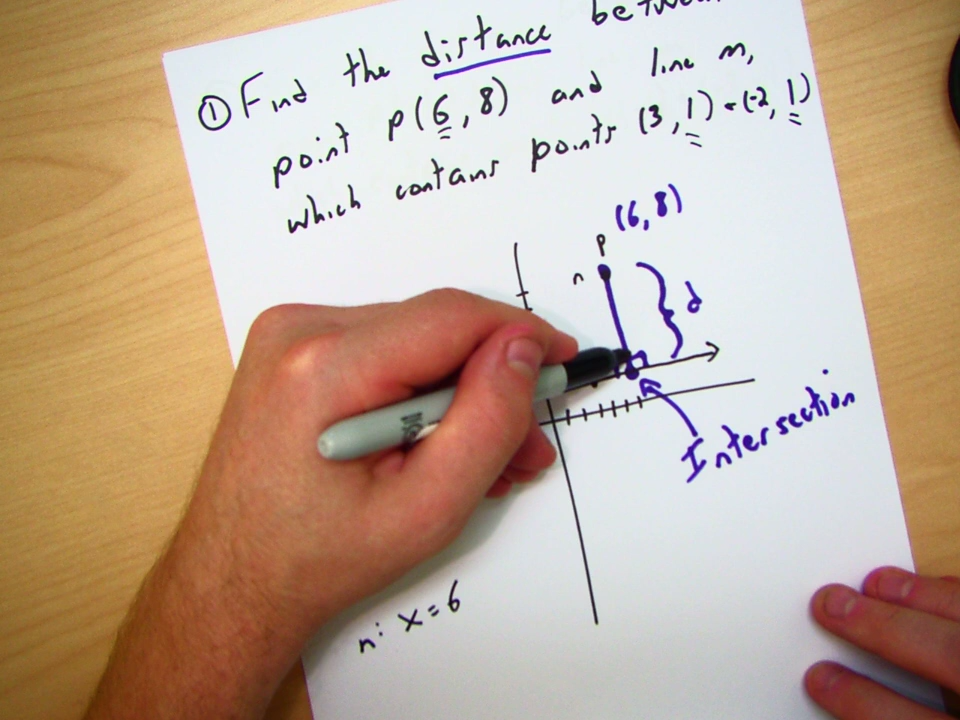 ① Find the distance
point P(6, 8) and line m,
which contains points (3, 1) + (-2, 1)
(6, 8)
P
n
d
Intersection
n: x = 6